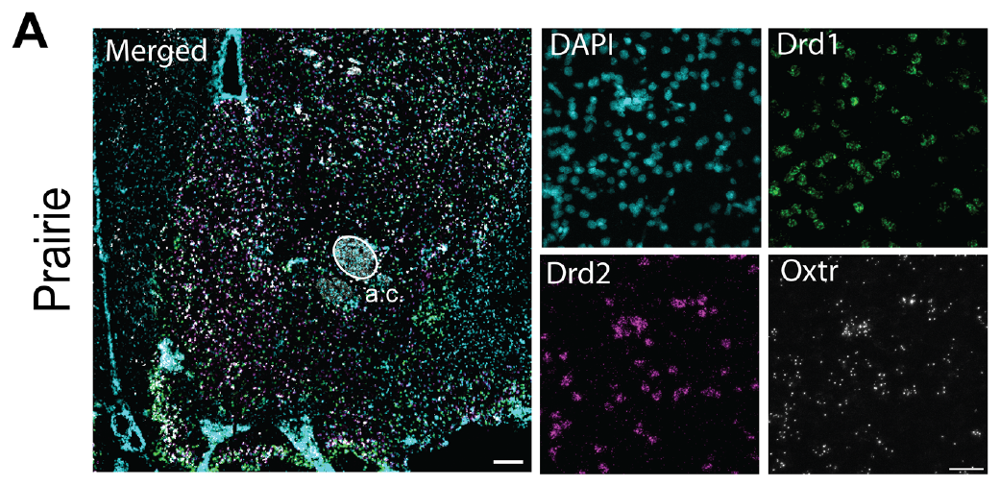 A
Merged
DAPI
Drd1
Prairie
a.c.
Drd2
Oxtr